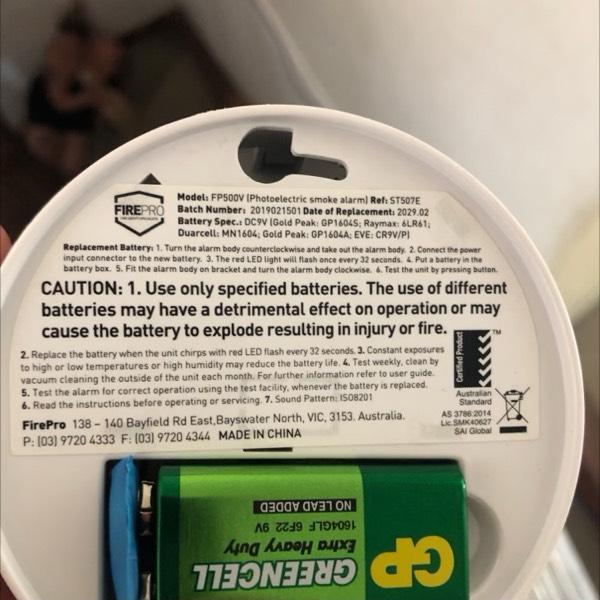 FIREPRO
Model: FP500V (Photoelectric smoke alarm) Ref: ST507E
Batch Number: 2019021501 Date of Replacement: 2029.02
Battery Spec.: DC9V (Gold Peak: GP1604S; Raymax: 6LR61;
Duarcell: MN1604; Gold Peak: GP1604A; EVE: CR9V/P)
Replacement Battery: 1. Turn the alarm body counterclockwise and take out the alarm body. 2. Connect the power
input connector to the new battery. 3. The red LED light will flash once every 32 seconds. 4. Put a battery in the
battery box. 5. Fit the alarm body on bracket and turn the alarm body clockwise. 6. Test the unit by pressing button.
CAUTION: 1. Use only specified batteries. The use of different
batteries may have a detrimental effect on operation or may
cause the battery to explode resulting in injury or fire.
2. Replace the battery when the unit chirps with red LED flash every 32 seconds. 3. Constant exposures
to high or low temperatures or high humidity may reduce the battery life. 4. Test weekly, clean by
vacuum cleaning the outside of the unit each month. For further information refer to user guide.
5. Test the alarm for correct operation using the test facility, whenever the battery is replaced.
6. Read the instructions before operating or servicing. 7. Sound Pattern: ISO8201
FirePro 138 - 140 Bayfield Rd East,Bayswater North, VIC, 3153. Australia.
P: (03) 9720 4333 F: (03) 9720 4344 MADE IN CHINA
Certified Product
TM
Australian
Standard
AS 3786:2014
Lic.SMK40627
SAI Global
GP
GREENCELL
Extra Heavy Duty
1604GLF 6F22 9V
NO LEAD ADDED